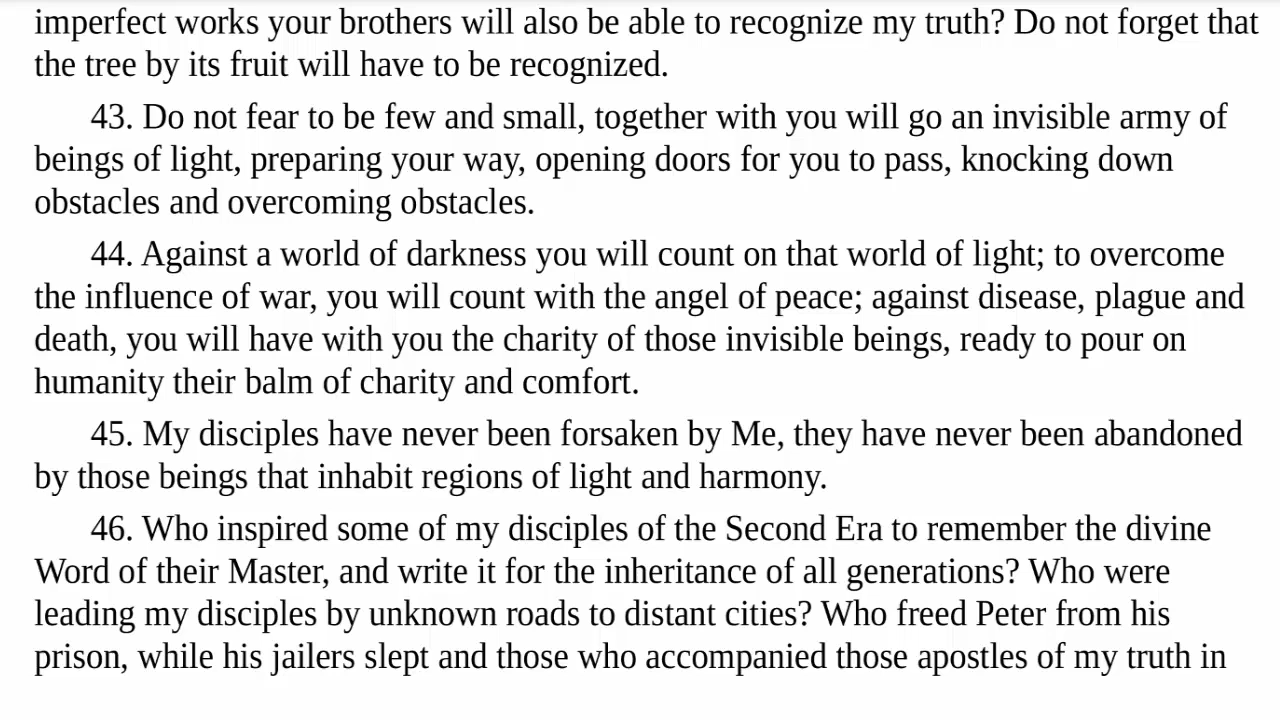 imperfect works your brothers will also be able to recognize my truth? Do not forget that
the tree by its fruit will have to be recognized.
43. Do not fear to be few and small, together with you will go an invisible army of
beings of light, preparing your way, opening doors for you to pass, knocking down
obstacles and overcoming obstacles.
44. Against a world of darkness you will count on that world of light; to overcome
the influence of war, you will count with the angel of peace; against disease, plague and
death, you will have with you the charity of those invisible beings, ready to pour on
humanity their balm of charity and comfort.
45. My disciples have never been forsaken by Me, they have never been abandoned
by those beings that inhabit regions of light and harmony.
46. Who inspired some of my disciples of the Second Era to remember the divine
Word of their Master, and write it for the inheritance of all generations? Who were
leading my disciples by unknown roads to distant cities? Who freed Peter from his
prison, while his jailers slept and those who accompanied those apostles of my truth in